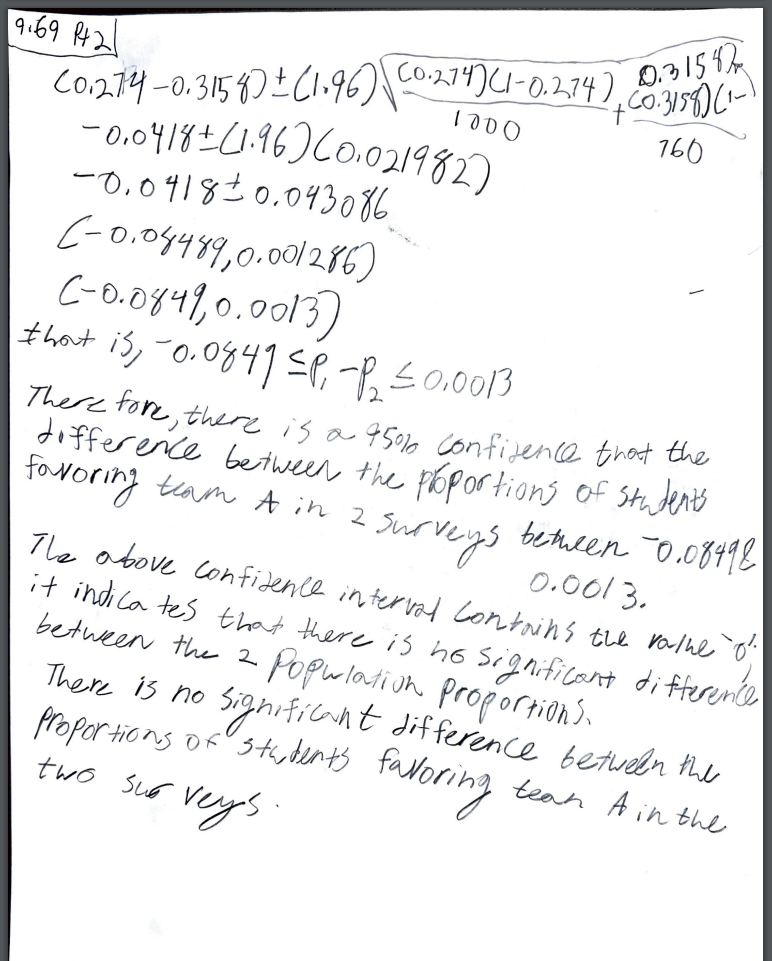 9.69 Pt 2
(0.274 - 0.3158) ± (1.96) √ (0.274)(1-0.274) / 1000 + (0.3158)(1-0.3158) / 760
-0.0418 ± (1.96)(0.021982)
-0.0418 ± 0.043086
(-0.08489, 0.001286)
(-0.0849, 0.0013)
that is, -0.0849 ≤ P₁ - P₂ ≤ 0.0013
Therefore, there is a 95% confidence that the
difference between the proportions of students
favoring team A in 2 surveys between -0.0849 &
0.0013.
The above confidence interval contains the value "0",
it indicates that there is no significant difference
between the 2 population proportions.
There is no significant difference between the
proportions of students favoring team A in the
two surveys.